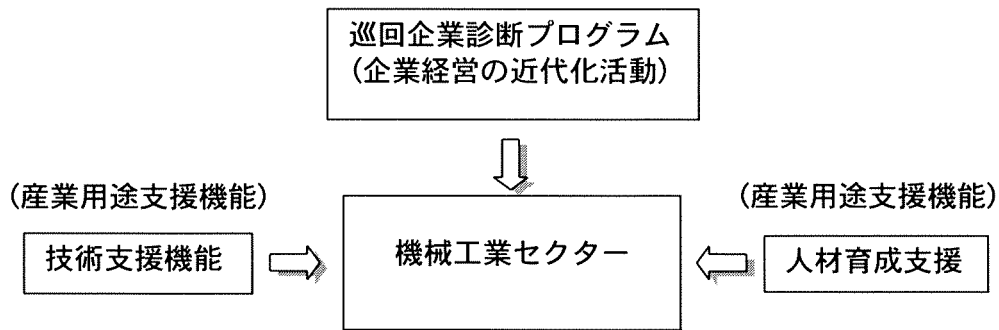 巡回企業診断プログラム
（企業経営の近代化活動）
（産業用途支援機能）
（産業用途支援機能）
技術支援機能
機械工業セクター
人材育成支援